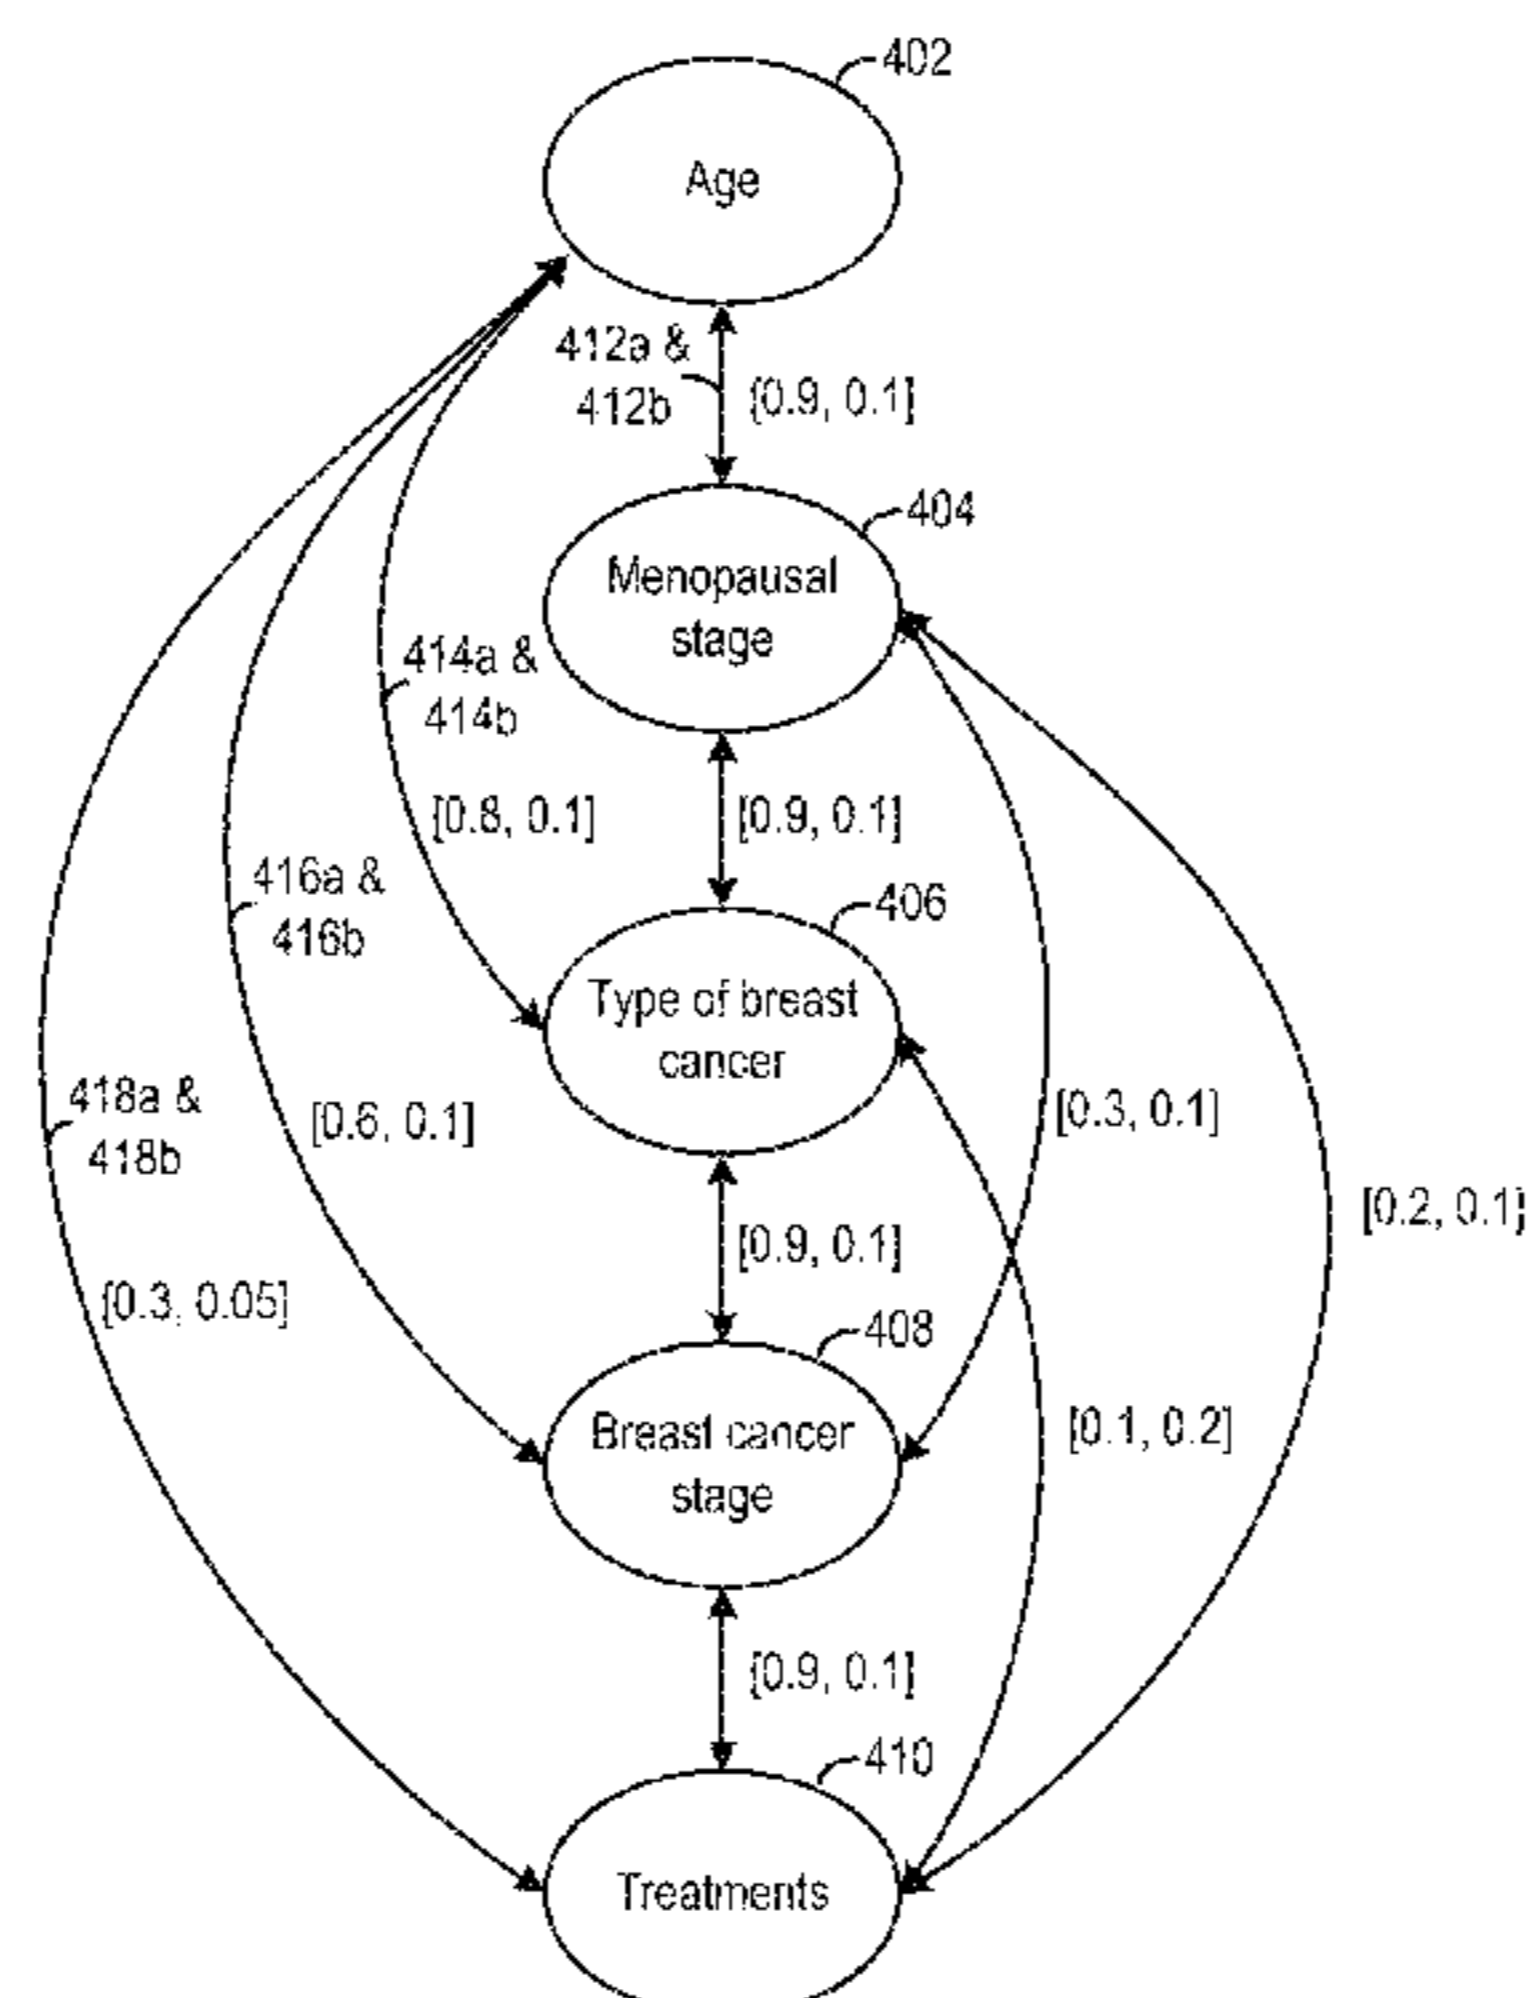 402
Age
412a &
412b
[0.9, 0.1]
404
Menopausal
stage
414a &
414b
[0.8, 0.1]
[0.9, 0.1]
416a &
416b
406
Type of breast
cancer
418a &
418b
[0.6, 0.1]
[0.3, 0.1]
[0.2, 0.1]
[0.9, 0.1]
[0.3, 0.05]
408
Breast cancer
stage
[0.1, 0.2]
[0.9, 0.1]
410
Treatments